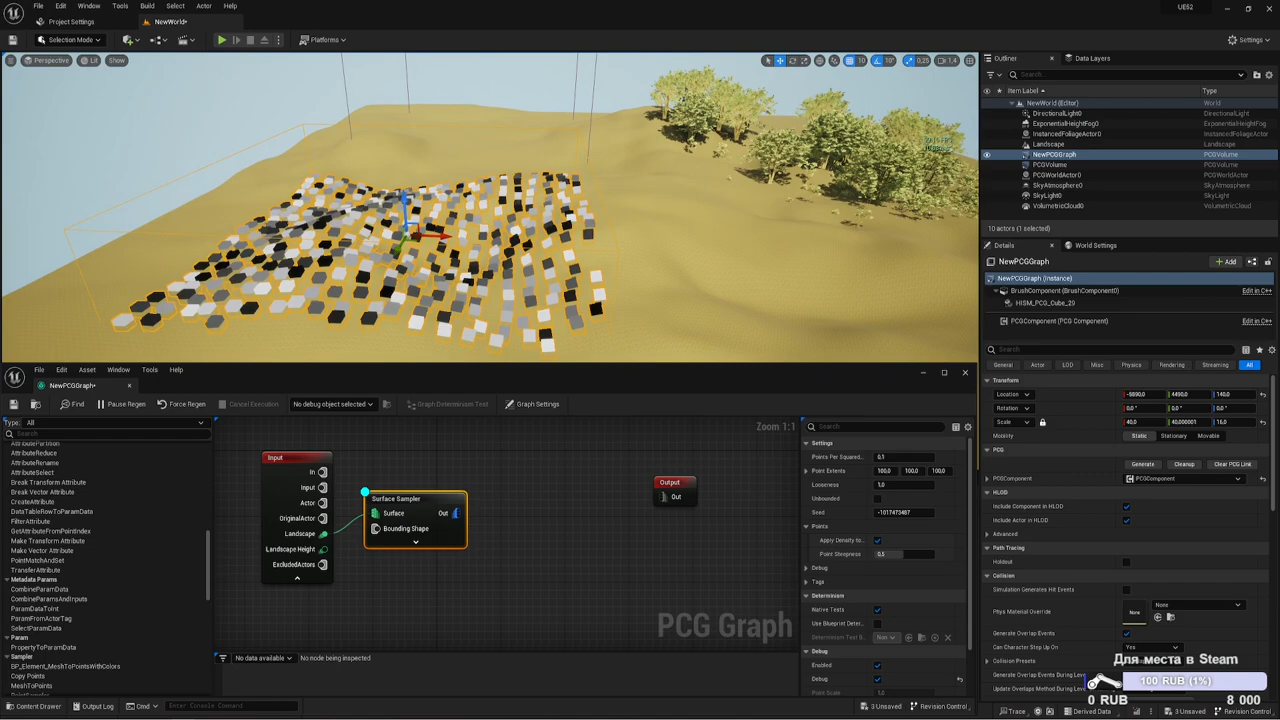 File Edit Window Tools Build Select Actor Help
UE52
Project Settings
NewWorld*
Selection Mode
Platforms
Settings
Perspective
Lit
Show
10
10°
0,25
1,4
Outliner
Data Layers
Search
Item Label
Type
NewWorld (Editor) World
DirectionalLight0 DirectionalLight
ExponentialHeightFog0 ExponentialHeightFog
InstancedFoliageActor0 InstancedFoliageActor
Landscape Landscape
NewPCGGraph PCGVolume
PCGVolume PCGVolume
PCGWorldActor0 PCGWorldActor
SkyAtmosphere0 SkyAtmosphere
SkyLight0 SkyLight
VolumetricCloud0 VolumetricCloud
10 actors (1 selected)
Details
World Settings
NewPCGGraph
Add
NewPCGGraph (Instance)
BrushComponent (BrushComponent0) Edit in C++
HISM_PCG_Cube_29
PCGComponent (PCG Component) Edit in C++
Search
General Actor LOD Misc
Physics Rendering Streaming All
Transform
Location -9890,0 4490,0 140,0
Rotation 0,0 ° 0,0 ° 0,0 °
Scale 40,0 40,000001 16,0
Mobility Static Stationary Movable
PCG
Generate Cleanup Clear PCG Link
PCGComponent PCGComponent
HLOD
Include Component in HLOD
Include Actor in HLOD
Advanced
Path Tracing
Holdout
Collision
Simulation Generates Hit Events
Phys Material Override None None
Generate Overlap Events
Can Character Step Up On Yes
Collision Presets
Generate Overlap Events During Leve
Update Overlaps Method During Leve
Для места в Steam
100 RUB (1%)
0 RUB 8 000
File Edit Asset Window Tools Help
NewPCGGraph*
Find
Pause Regen
Force Regen
Cancel Execution
No debug object selected
Graph Determinism Test
Graph Settings
Type: All
Search
AttributePartition
AttributeReduce
AttributeRename
AttributeSelect
Break Transform Attribute
Break Vector Attribute
CreateAttribute
DataTableRowToParamData
FilterAttribute
GetAttributeFromPointIndex
Make Transform Attribute
Make Vector Attribute
PointMatchAndSet
TransferAttribute
Metadata Params
CombineParamData
CombineParamsAndInputs
ParamDataToInt
ParamFromActorTag
SelectParamData
Param
PropertyToParamData
Sampler
BP_Element_MeshToPointsWithColors
Copy Points
MeshToPoints
Zoom 1:1
Input
In
Input
Actor
OriginalActor
Landscape
Landscape Height
ExcludedActors
Surface Sampler
Surface Out
Bounding Shape
Output
Out
PCG Graph
No data available
No node being inspected
Search
Settings
Points Per Squared... 0,1
Point Extents 100,0 100,0 100,0
Looseness 1,0
Unbounded
Seed -1017473487
Points
Apply Density to...
Point Steepness 0,5
Debug
Tags
Determinism
Native Tests
Use Blueprint Deter...
Determinism Test B... Non
Debug
Enabled
Debug
Point Scale 1,0
Content Drawer
Output Log
Cmd
Enter Console Command
3 Unsaved
Revision Control
Trace
Derived Data
3 Unsaved
Revision Control